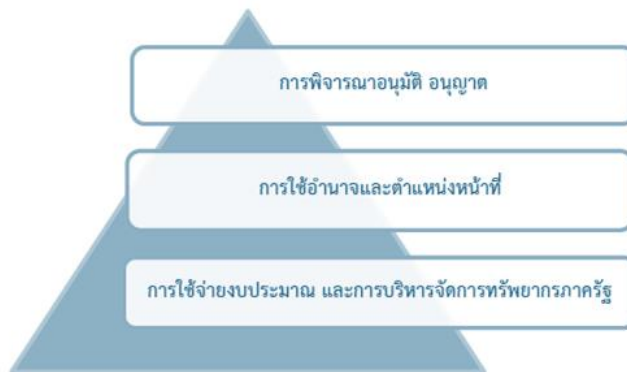 การพิจารณาอนุมัติ อนุญาต
การใช้อำนาจและตำแหน่งหน้าที่
การใช้จ่ายงบประมาณ และการบริหารจัดการทรัพยากรภาครัฐ